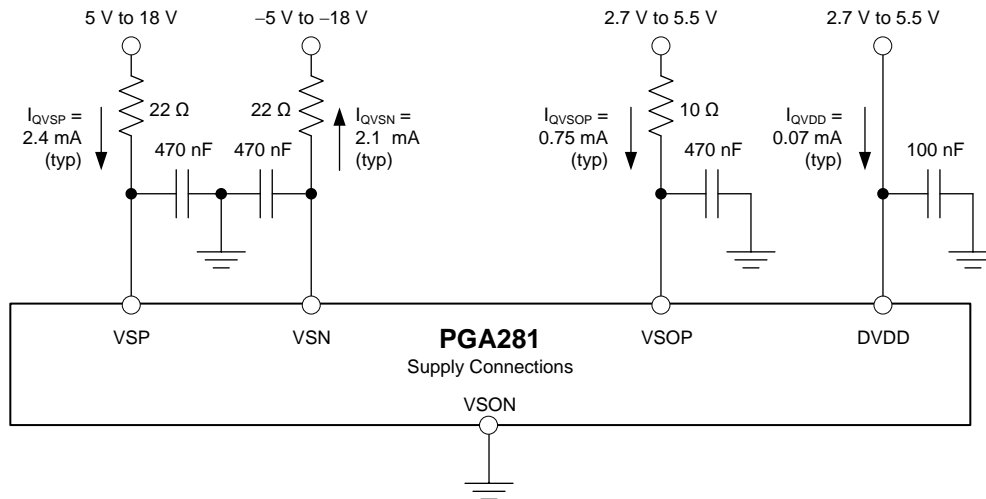 5 V to 18 V
−5 V to −18 V
2.7 V to 5.5 V
2.7 V to 5.5 V
IQVSP =
2.4 mA
(typ)
22 Ω
22 Ω
IQVSN =
2.1 mA
(typ)
IQVSOP =
0.75 mA
(typ)
10 Ω
IQVDD =
0.07 mA
(typ)
470 nF
470 nF
470 nF
100 nF
VSP
VSN
PGA281
Supply Connections
VSOP
DVDD
VSON